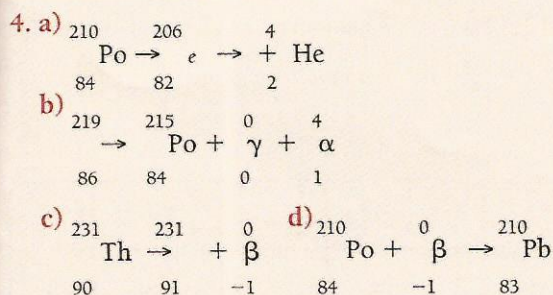 4. a) 210 206 4
Po → e → + He
84 82 2
b)
219 215 0 4
→ Po + γ + α
86 84 0 1
c) 231 231 0 d) 210 0 210
Th → + β Po + β → Pb
90 91 −1 84 −1 83